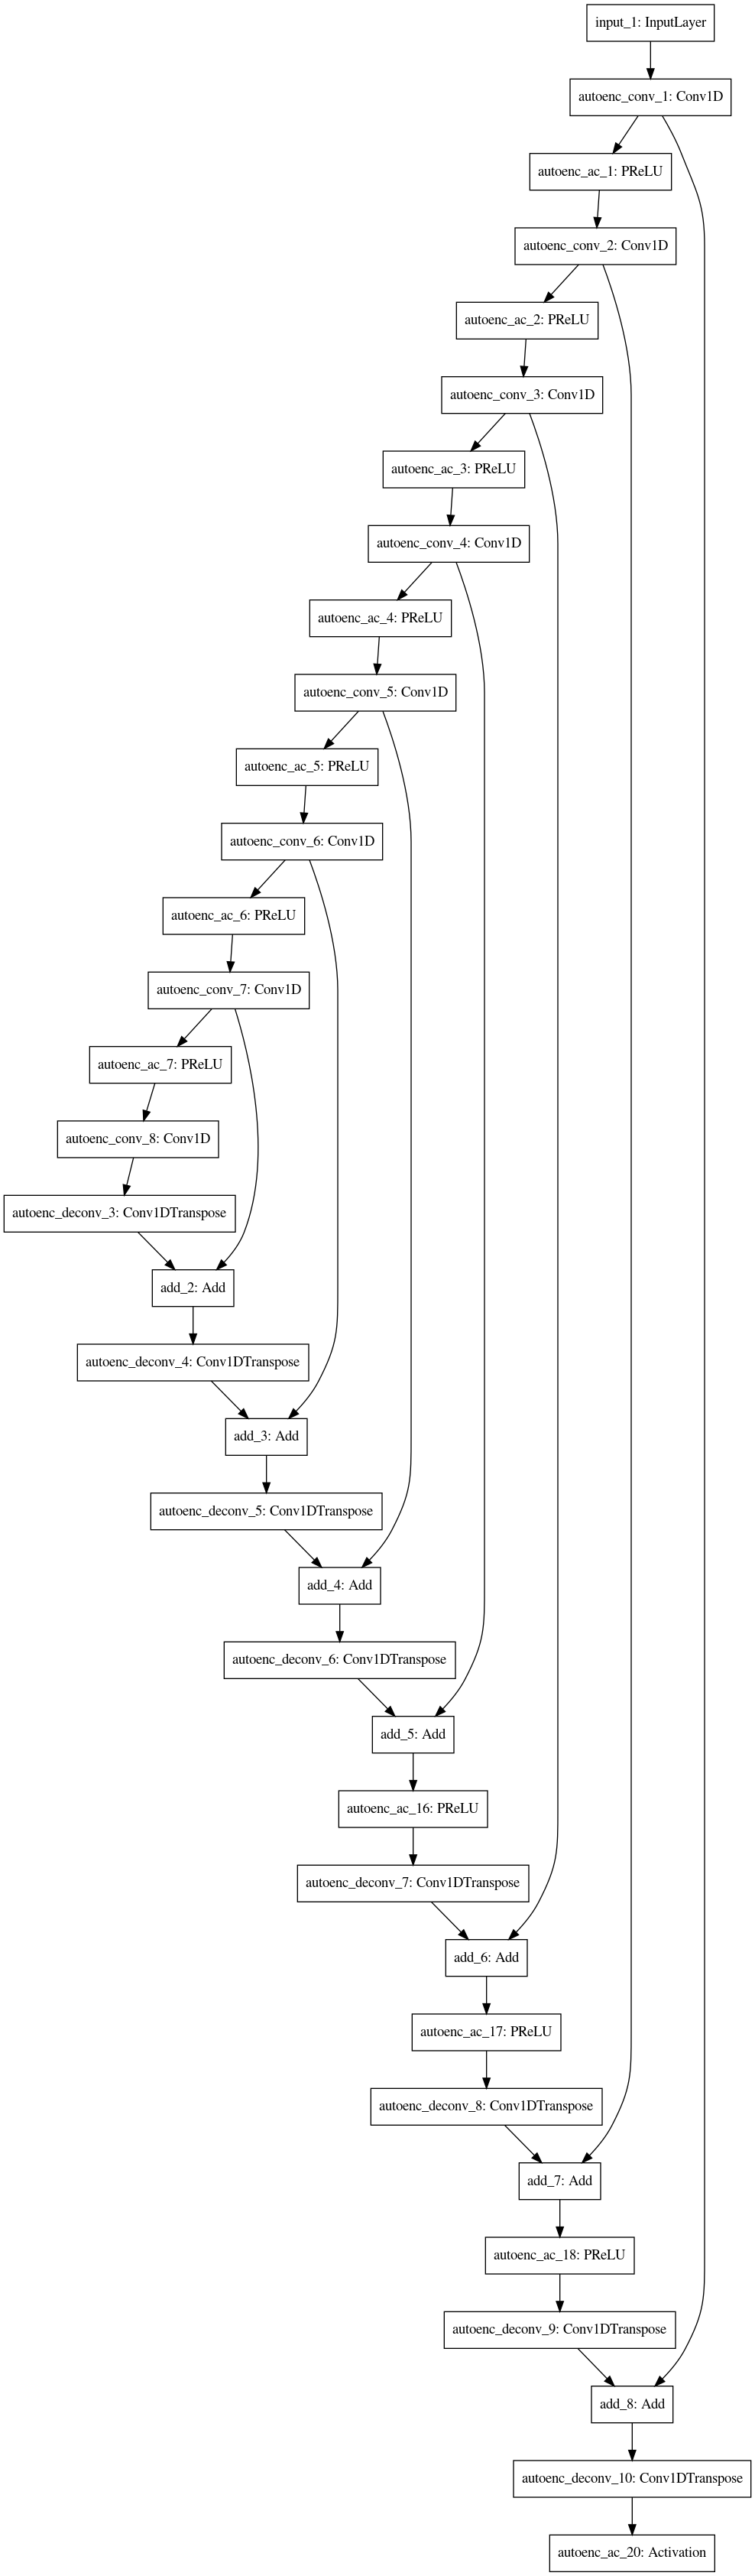 input_1: InputLayer
autoenc_conv_1: Conv1D
autoenc_ac_1: PReLU
autoenc_conv_2: Conv1D
autoenc_ac_2: PReLU
autoenc_conv_3: Conv1D
autoenc_ac_3: PReLU
autoenc_conv_4: Conv1D
autoenc_ac_4: PReLU
autoenc_conv_5: Conv1D
autoenc_ac_5: PReLU
autoenc_conv_6: Conv1D
autoenc_ac_6: PReLU
autoenc_conv_7: Conv1D
autoenc_ac_7: PReLU
autoenc_conv_8: Conv1D
autoenc_deconv_3: Conv1DTranspose
add_2: Add
autoenc_deconv_4: Conv1DTranspose
add_3: Add
autoenc_deconv_5: Conv1DTranspose
add_4: Add
autoenc_deconv_6: Conv1DTranspose
add_5: Add
autoenc_ac_16: PReLU
autoenc_deconv_7: Conv1DTranspose
add_6: Add
autoenc_ac_17: PReLU
autoenc_deconv_8: Conv1DTranspose
add_7: Add
autoenc_ac_18: PReLU
autoenc_deconv_9: Conv1DTranspose
add_8: Add
autoenc_deconv_10: Conv1DTranspose
autoenc_ac_20: Activation